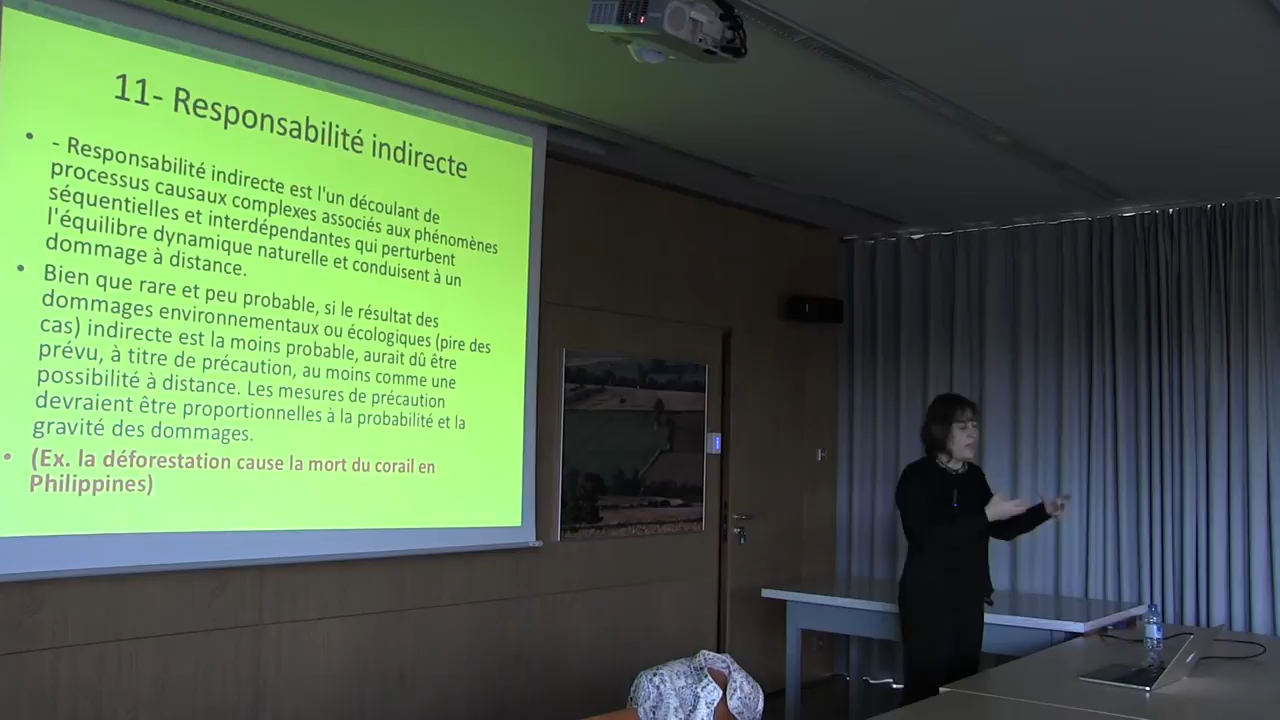 11- Responsabilité indirecte
• - Responsabilité indirecte est l'un découlant de
processus causaux complexes associés aux phénomènes
séquentielles et interdépendantes qui perturbent
l'équilibre dynamique naturelle et conduisent à un
dommage à distance.
• Bien que rare et peu probable, si le résultat des
dommages environnementaux ou écologiques (pire des
cas) indirecte est la moins probable, aurait dû être
prévu, à titre de précaution, au moins comme une
possibilité à distance. Les mesures de précaution
devraient être proportionnelles à la probabilité et la
gravité des dommages.
• (Ex. la déforestation cause la mort du corail en
Philippines)